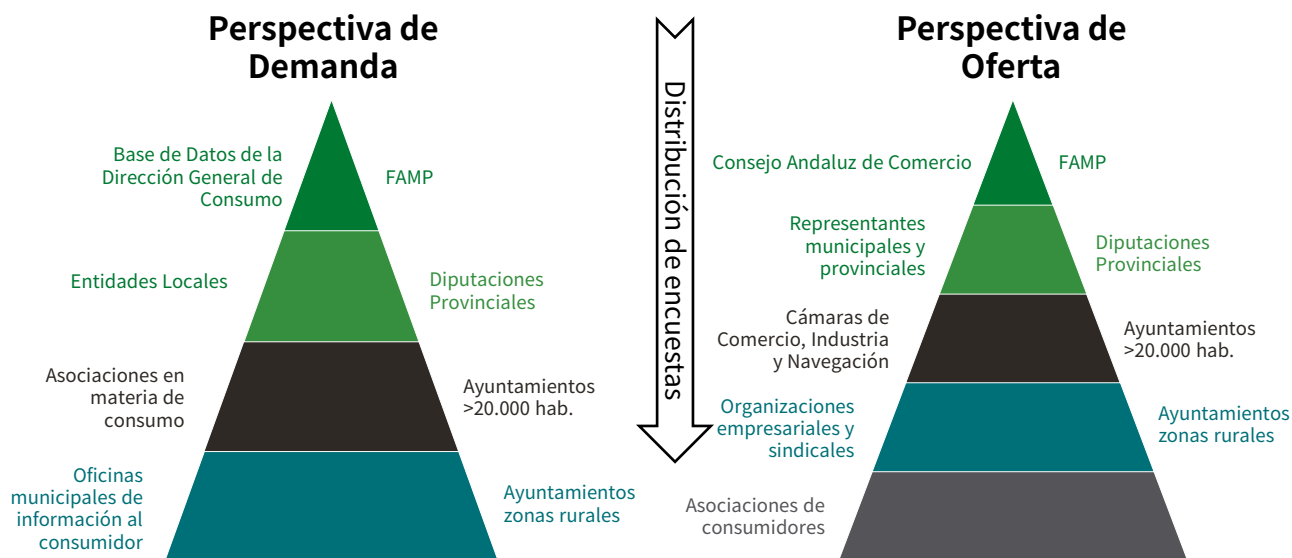 Perspectiva de
Demanda
Base de Datos de la
Dirección General de
Consumo
FAMP
Entidades Locales
Diputaciones
Provinciales
Asociaciones en
materia de
consumo
Ayuntamientos
>20.000 hab.
Oficinas
municipales de
información al
consumidor
Ayuntamientos
zonas rurales
Distribución de encuestas
Perspectiva de
Oferta
Consejo Andaluz de Comercio
FAMP
Representantes
municipales y
provinciales
Diputaciones
Provinciales
Cámaras de
Comercio, Industria
y Navegación
Ayuntamientos
>20.000 hab.
Organizaciones
empresariales y
sindicales
Ayuntamientos
zonas rurales
Asociaciones de
consumidores